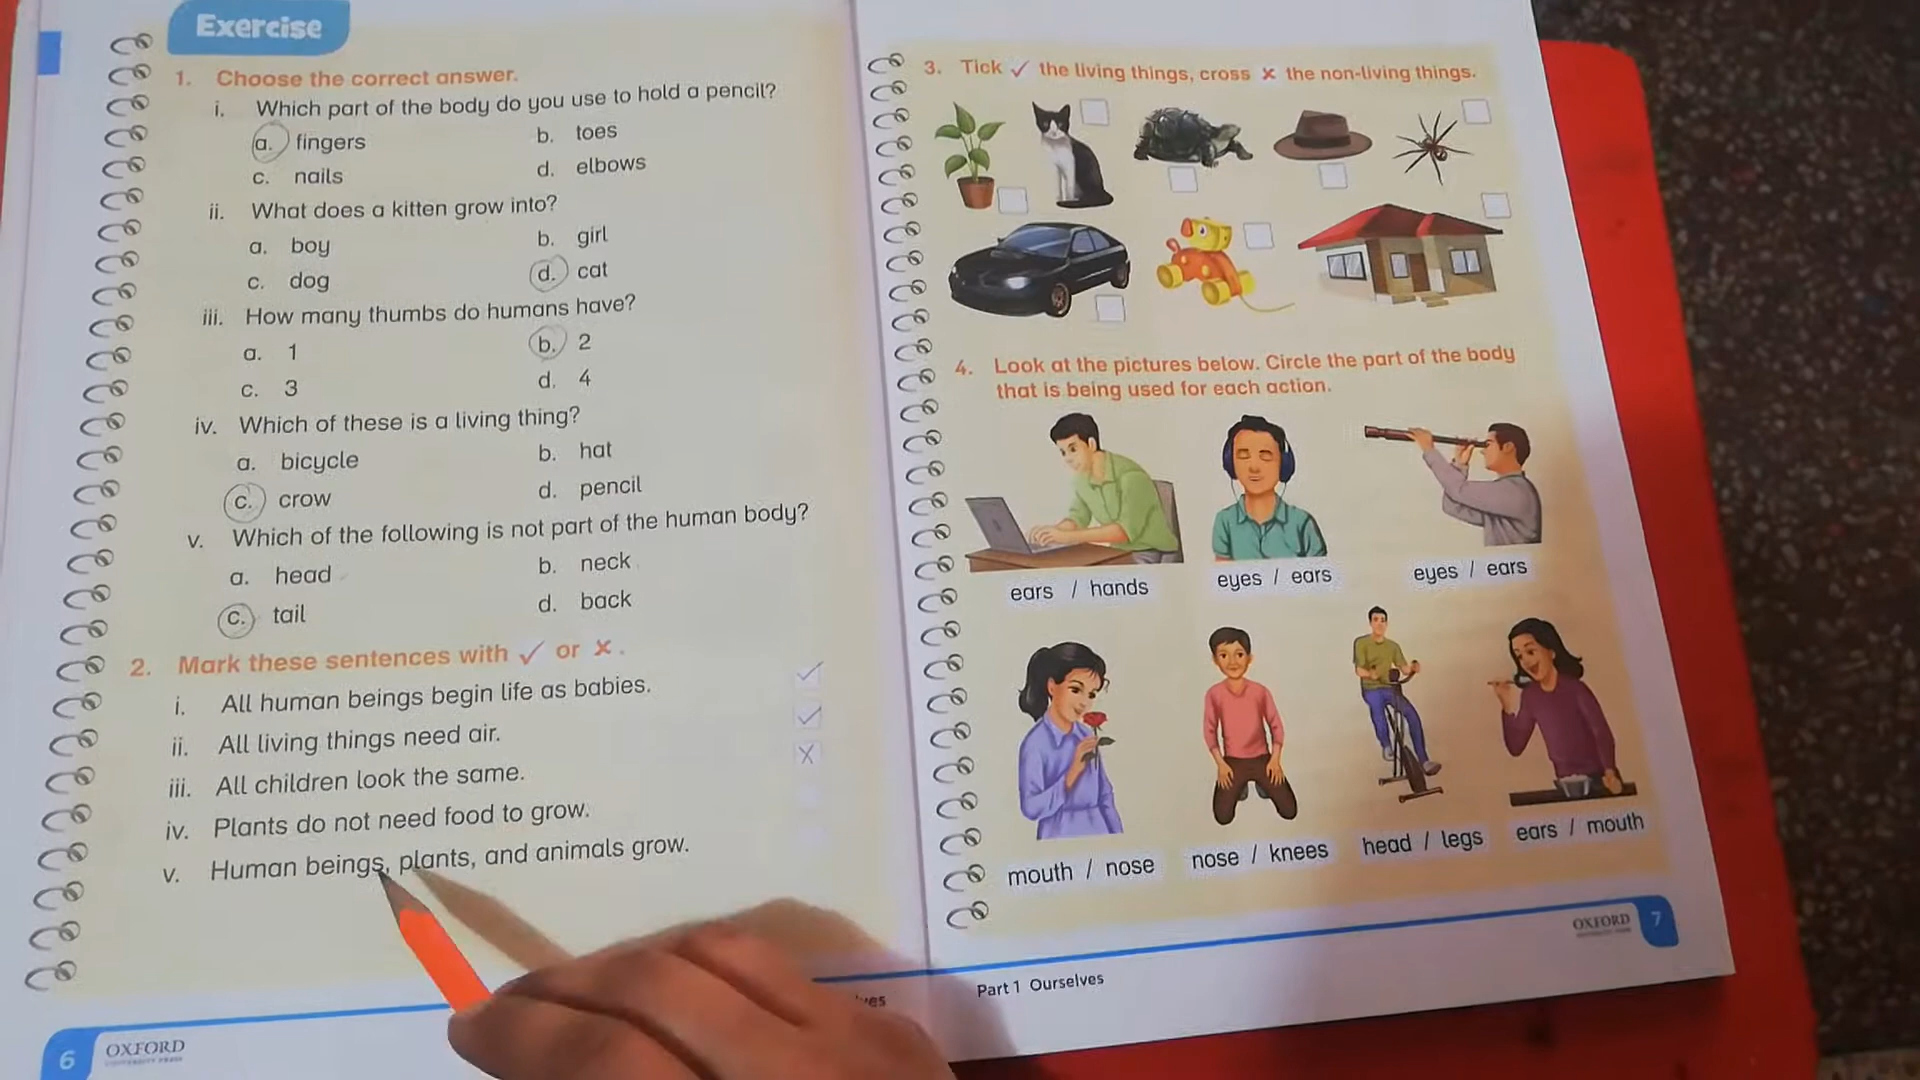 Exercise
1. Choose the correct answer.
i. Which part of the body do you use to hold a pencil?
a. fingers b. toes
c. nails d. elbows
ii. What does a kitten grow into?
a. boy b. girl
c. dog d. cat
iii. How many thumbs do humans have?
a. 1 b. 2
c. 3 d. 4
iv. Which of these is a living thing?
a. bicycle b. hat
c. crow d. pencil
v. Which of the following is not part of the human body?
a. head b. neck
c. tail d. back
2. Mark these sentences with ✓ or ×.
i. All human beings begin life as babies. ✓
ii. All living things need air. ✓
iii. All children look the same. X
iv. Plants do not need food to grow.
v. Human beings, plants, and animals grow.
6 OXFORD
UNIVERSITY PRESS
3. Tick ✓ the living things, cross × the non-living things.
4. Look at the pictures below. Circle the part of the body
that is being used for each action.
ears / hands eyes / ears eyes / ears
mouth / nose nose / knees head / legs ears / mouth
OXFORD 7
Part 1 Ourselves